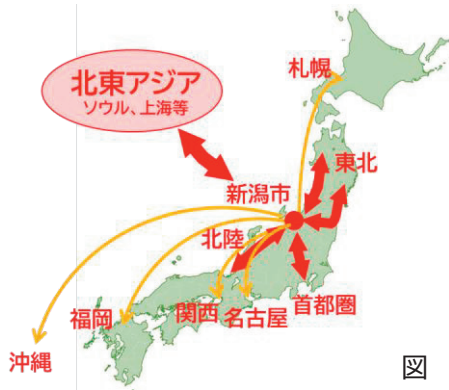 札幌
北東アジア
ソウル、上海等
東北
新潟市
北陸
首都圏
福岡
関西
名古屋
沖縄
図